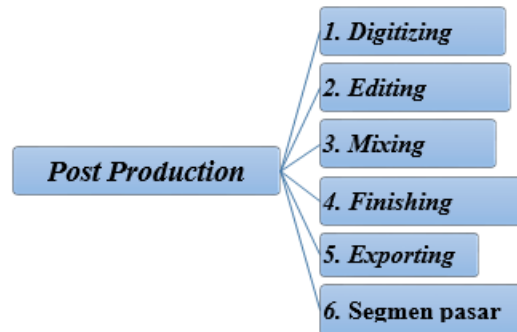 Post Production
1. Digitizing
2. Editing
3. Mixing
4. Finishing
5. Exporting
6. Segmen pasar